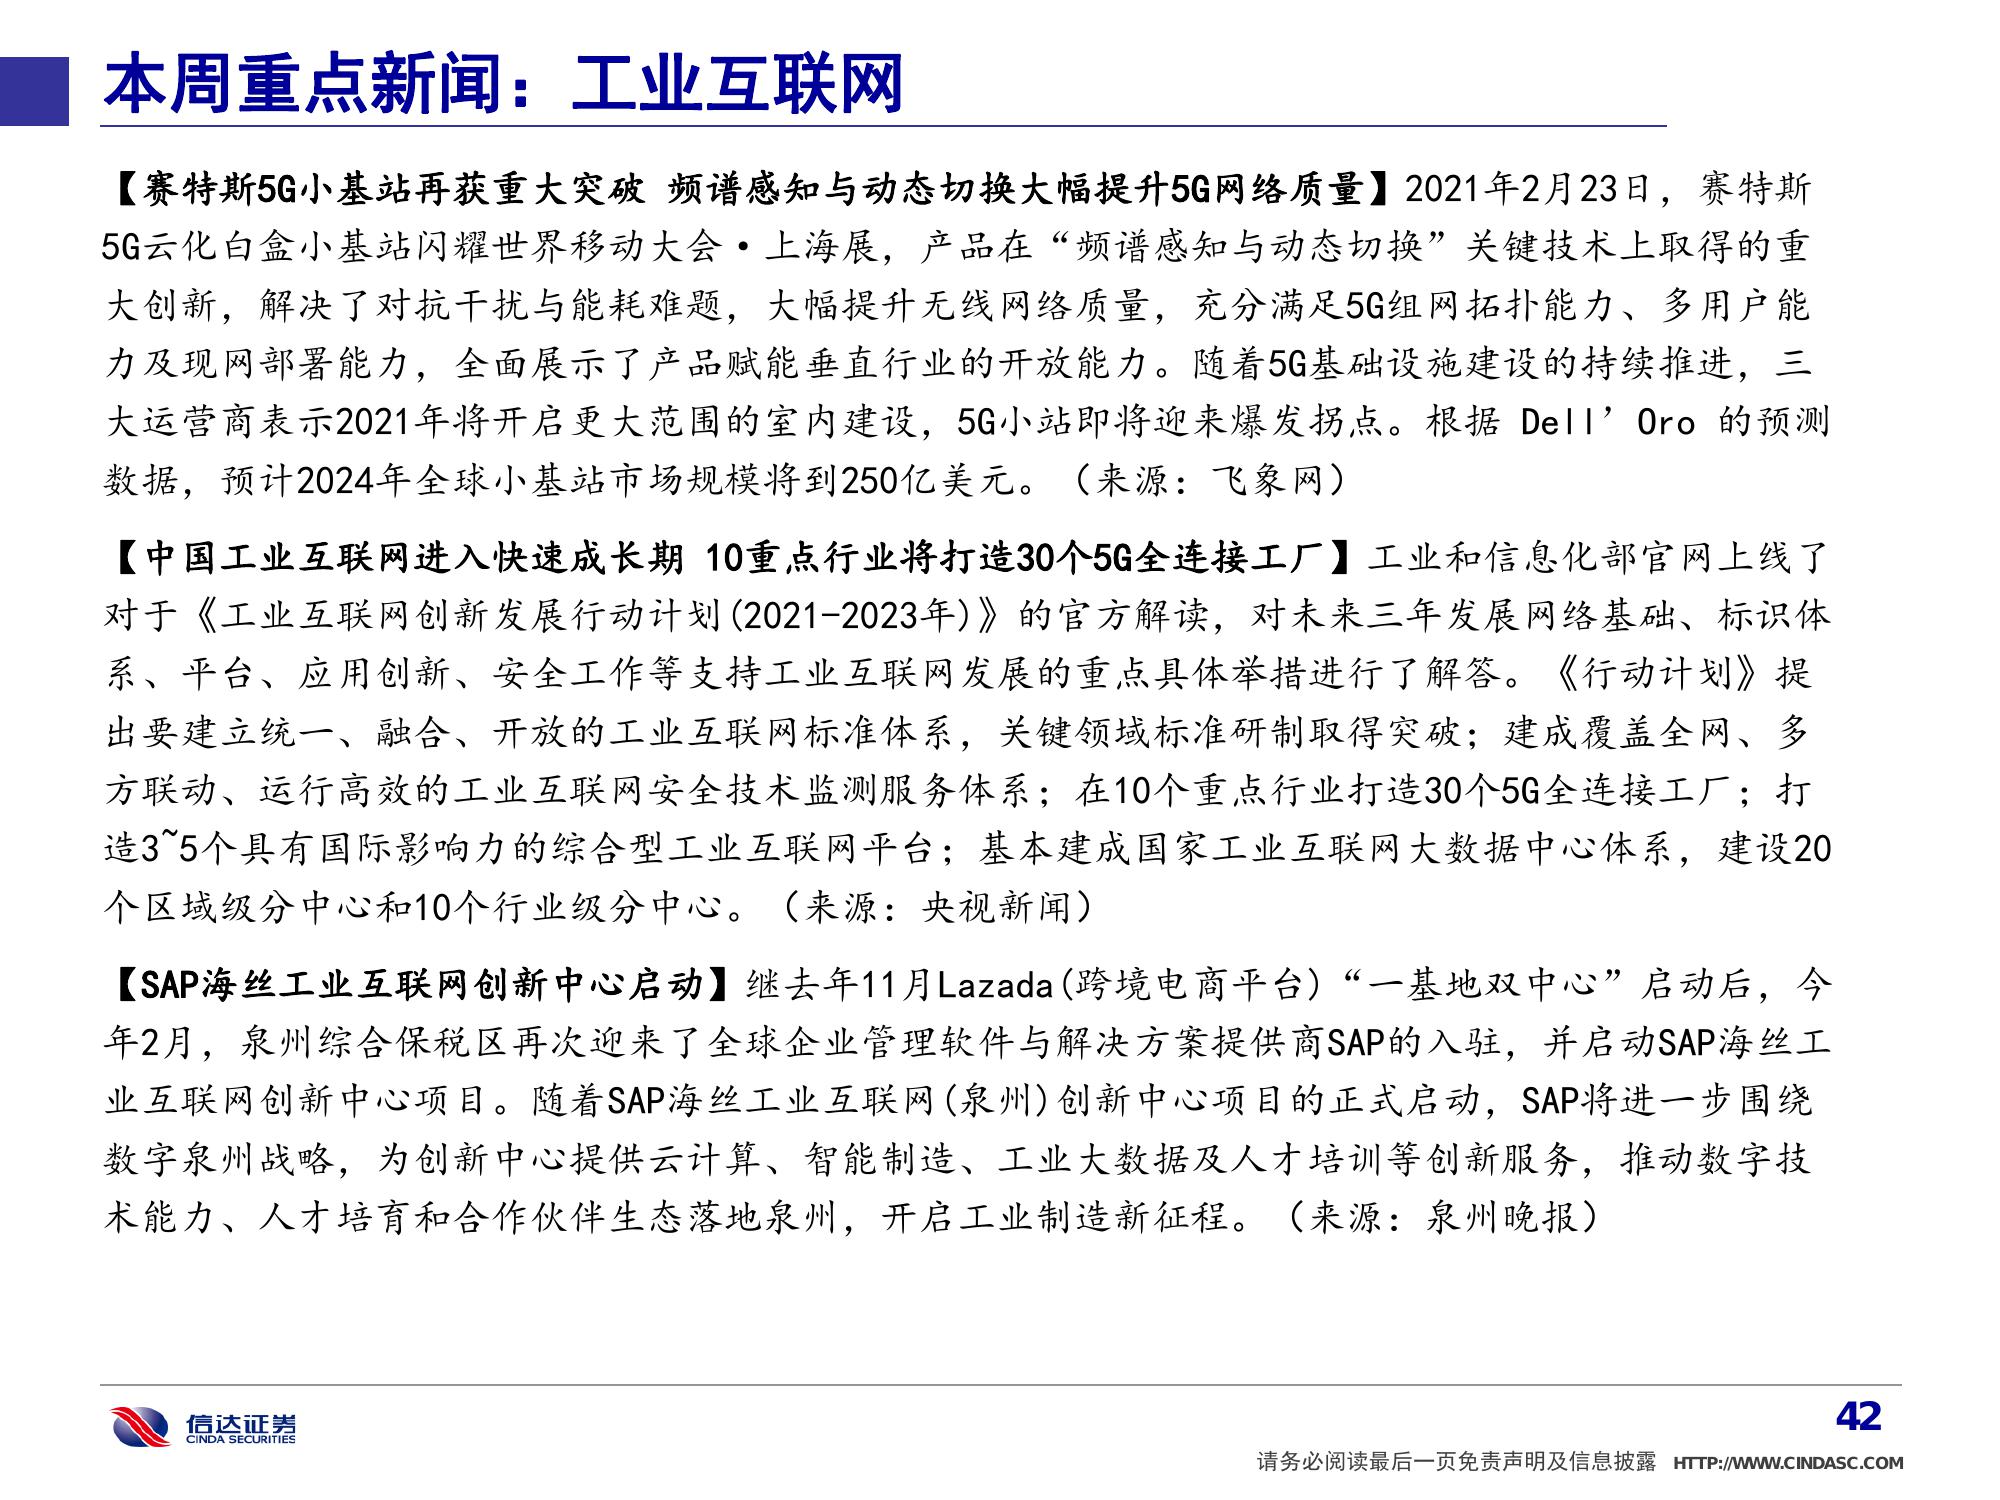 本周重点新闻：工业互联网
【赛特斯5G小基站再获重大突破 频谱感知与动态切换大幅提升5G网络质量】2021年2月23日，赛特斯
5G云化白盒小基站闪耀世界移动大会·上海展，产品在“频谱感知与动态切换”关键技术上取得的重
大创新，解决了对抗干扰与能耗难题，大幅提升无线网络质量，充分满足5G组网拓扑能力、多用户能
力及现网部署能力，全面展示了产品赋能垂直行业的开放能力。随着5G基础设施建设的持续推进，三
大运营商表示2021年将开启更大范围的室内建设，5G小站即将迎来爆发拐点。根据 Dell’Oro 的预测
数据，预计2024年全球小基站市场规模将到250亿美元。（来源：飞象网）
【中国工业互联网进入快速成长期 10重点行业将打造30个5G全连接工厂】工业和信息化部官网上线了
对于《工业互联网创新发展行动计划(2021-2023年)》的官方解读，对未来三年发展网络基础、标识体
系、平台、应用创新、安全工作等支持工业互联网发展的重点具体举措进行了解答。《行动计划》提
出要建立统一、融合、开放的工业互联网标准体系，关键领域标准研制取得突破；建成覆盖全网、多
方联动、运行高效的工业互联网安全技术监测服务体系；在10个重点行业打造30个5G全连接工厂；打
造3~5个具有国际影响力的综合型工业互联网平台；基本建成国家工业互联网大数据中心体系，建设20
个区域级分中心和10个行业级分中心。（来源：央视新闻）
【SAP海丝工业互联网创新中心启动】继去年11月Lazada(跨境电商平台)“一基地双中心”启动后，今
年2月，泉州综合保税区再次迎来了全球企业管理软件与解决方案提供商SAP的入驻，并启动SAP海丝工
业互联网创新中心项目。随着SAP海丝工业互联网(泉州)创新中心项目的正式启动，SAP将进一步围绕
数字泉州战略，为创新中心提供云计算、智能制造、工业大数据及人才培训等创新服务，推动数字技
术能力、人才培育和合作伙伴生态落地泉州，开启工业制造新征程。（来源：泉州晚报）
信达证券
CINDA SECURITIES
42
请务必阅读最后一页免责声明及信息披露 HTTP://WWW.CINDASC.COM